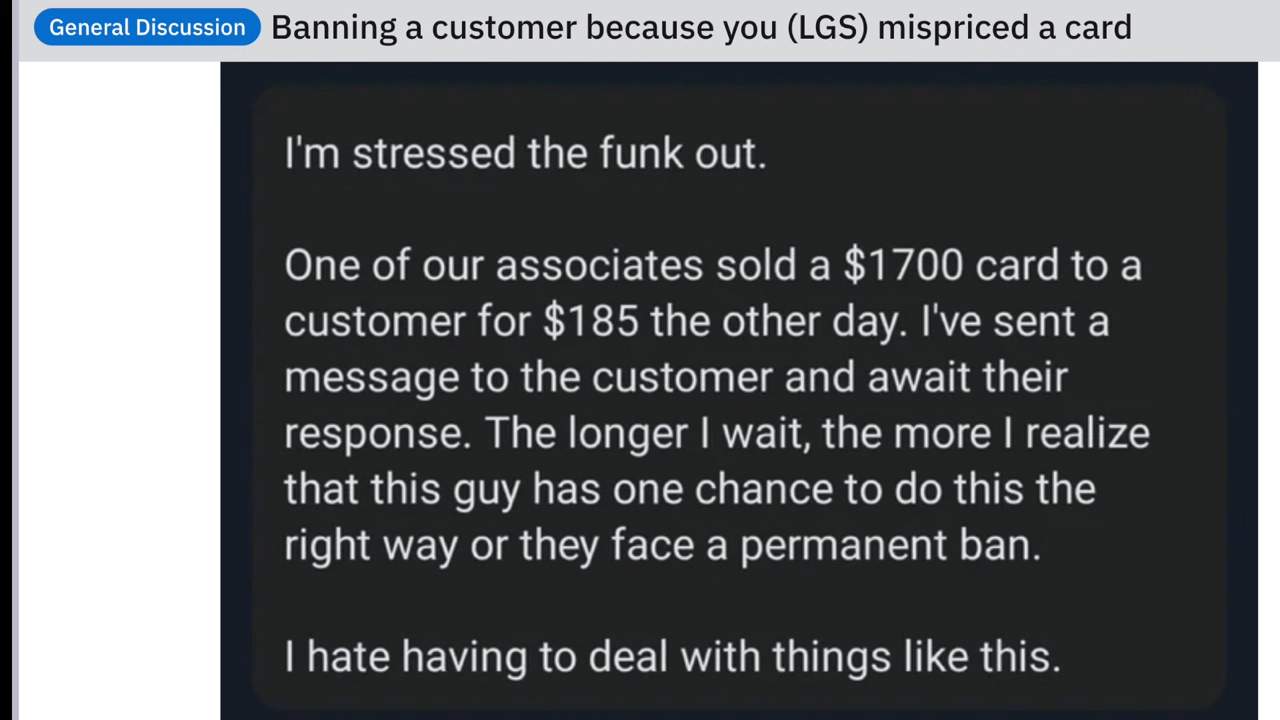 General Discussion Banning a customer because you (LGS) mispriced a card
I'm stressed the funk out.
One of our associates sold a $1700 card to a
customer for $185 the other day. I've sent a
message to the customer and await their
response. The longer I wait, the more I realize
that this guy has one chance to do this the
right way or they face a permanent ban.
I hate having to deal with things like this.